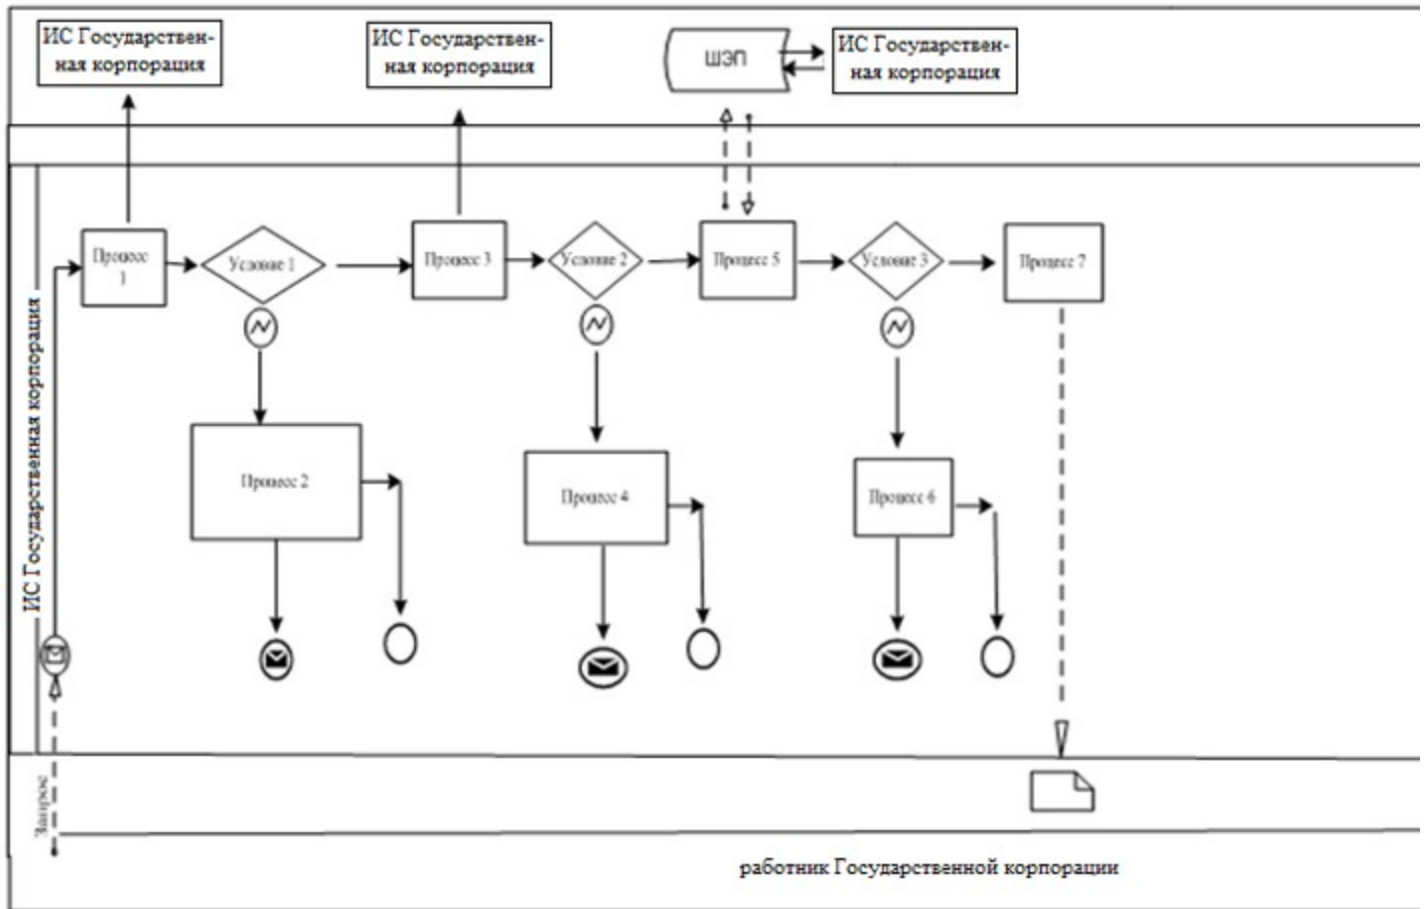 ИС Государствен-
ная корпорация
ИС Государствен-
ная корпорация
ШЭП
ИС Государствен-
ная корпорация
Процесс
1
Условие 1
Процесс 3
Условие 2
Процесс 5
Условие 3
Процесс 7
ИС Государственная корпорация
Процесс 2
Процесс 4
Процесс 6
Запрос
работник Государственной корпорации